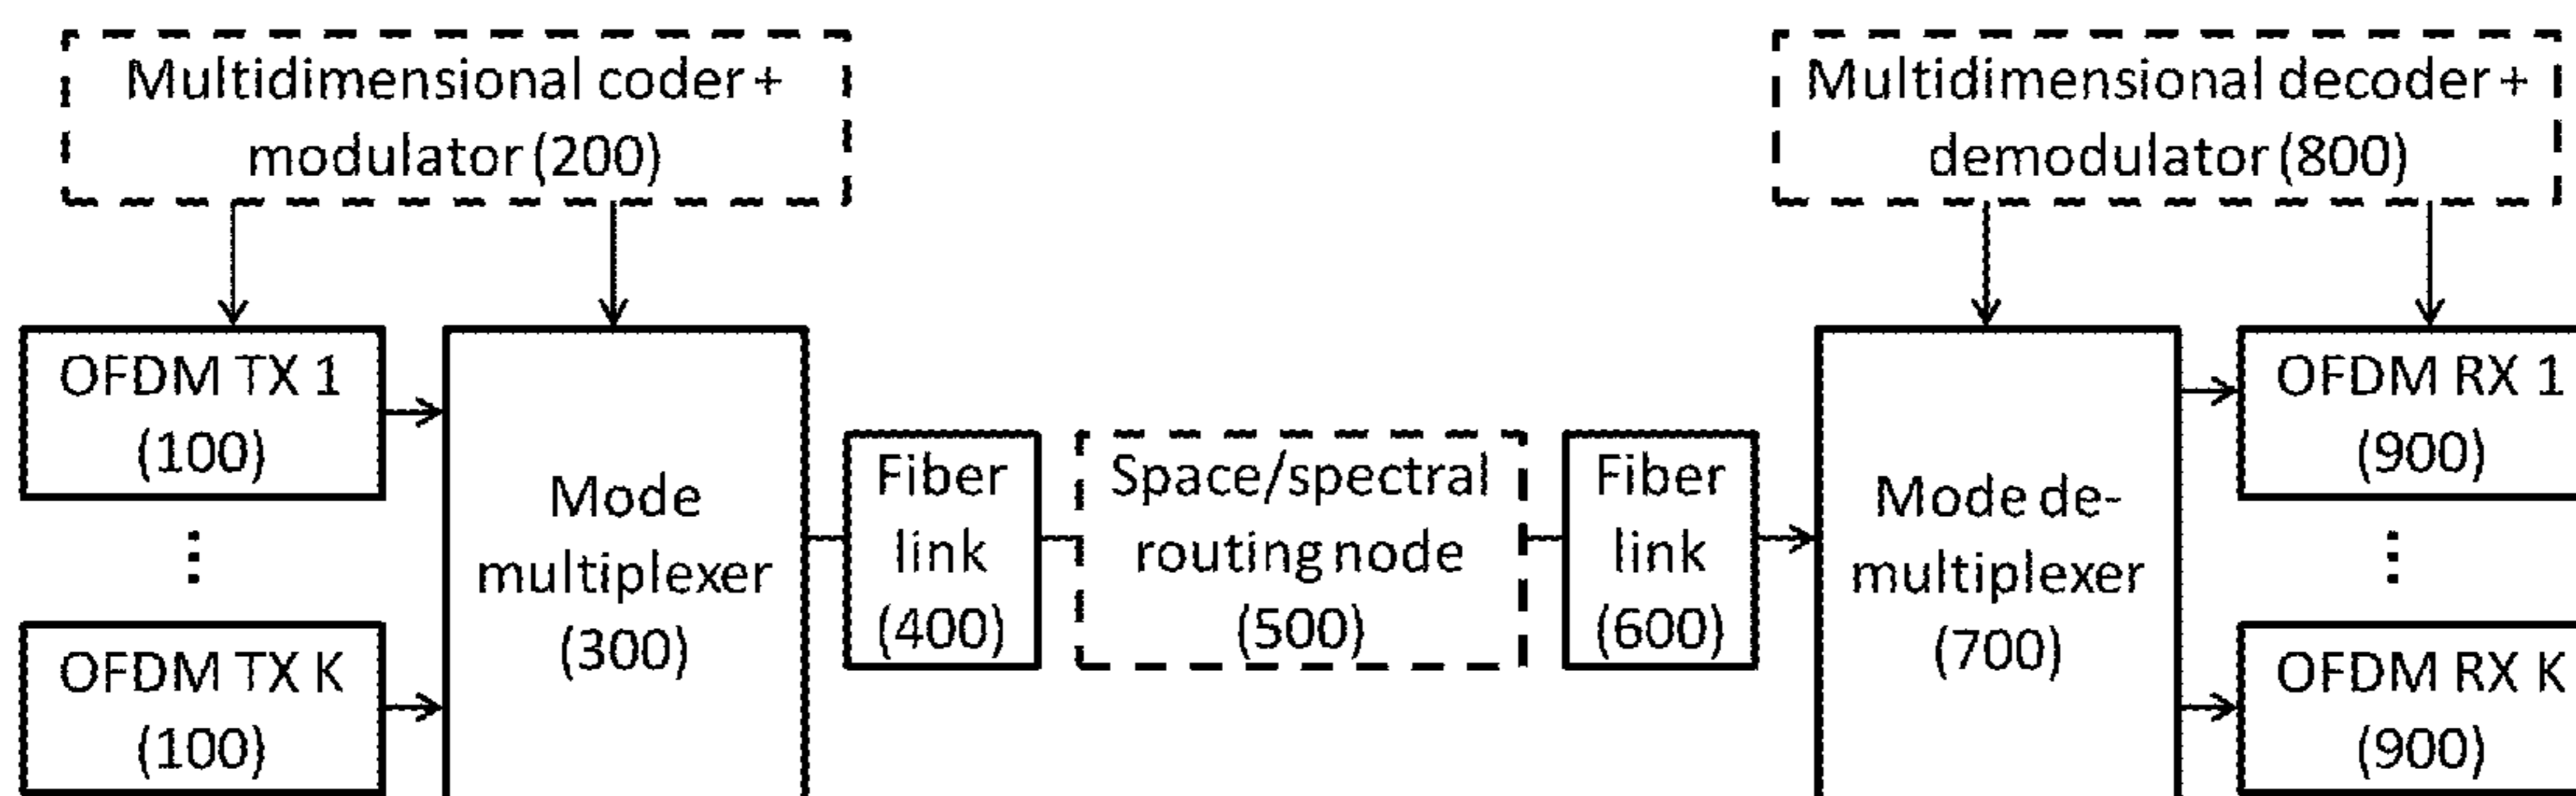 Multidimensional coder +
modulator (200)
Multidimensional decoder +
demodulator (800)
OFDM TX 1
(100)
⋮
OFDM TX K
(100)
Mode
multiplexer
(300)
Fiber
link
(400)
Space/spectral
routing node
(500)
Fiber
link
(600)
Mode de-
multiplexer
(700)
OFDM RX 1
(900)
⋮
OFDM RX K
(900)